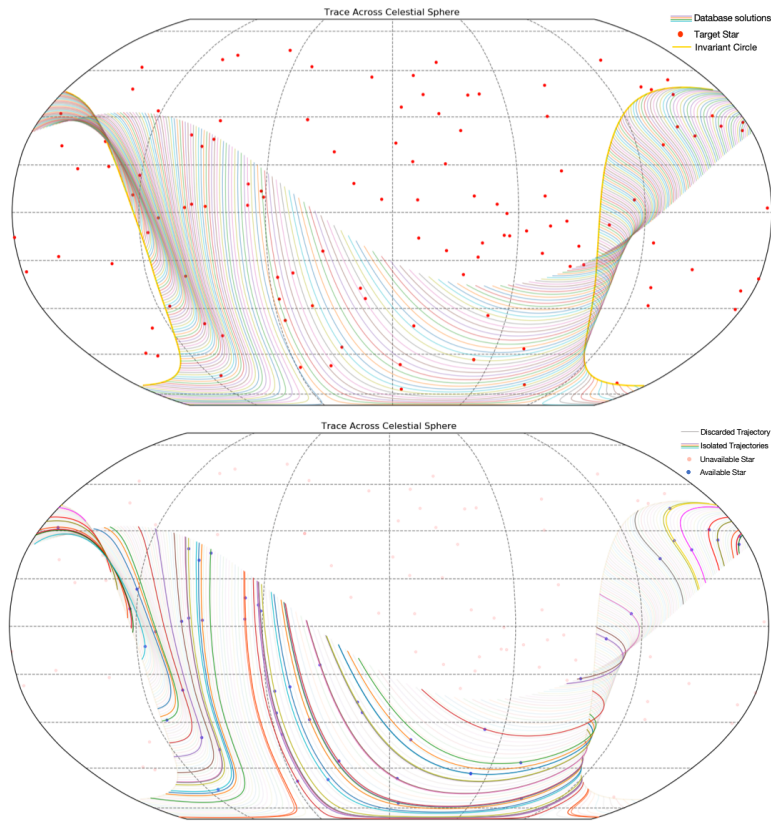 Trace Across Celestial Sphere
Database solutions
Target Star
Invariant Circle
Trace Across Celestial Sphere
Discarded Trajectory
Isolated Trajectories
Unavailable Star
Available Star